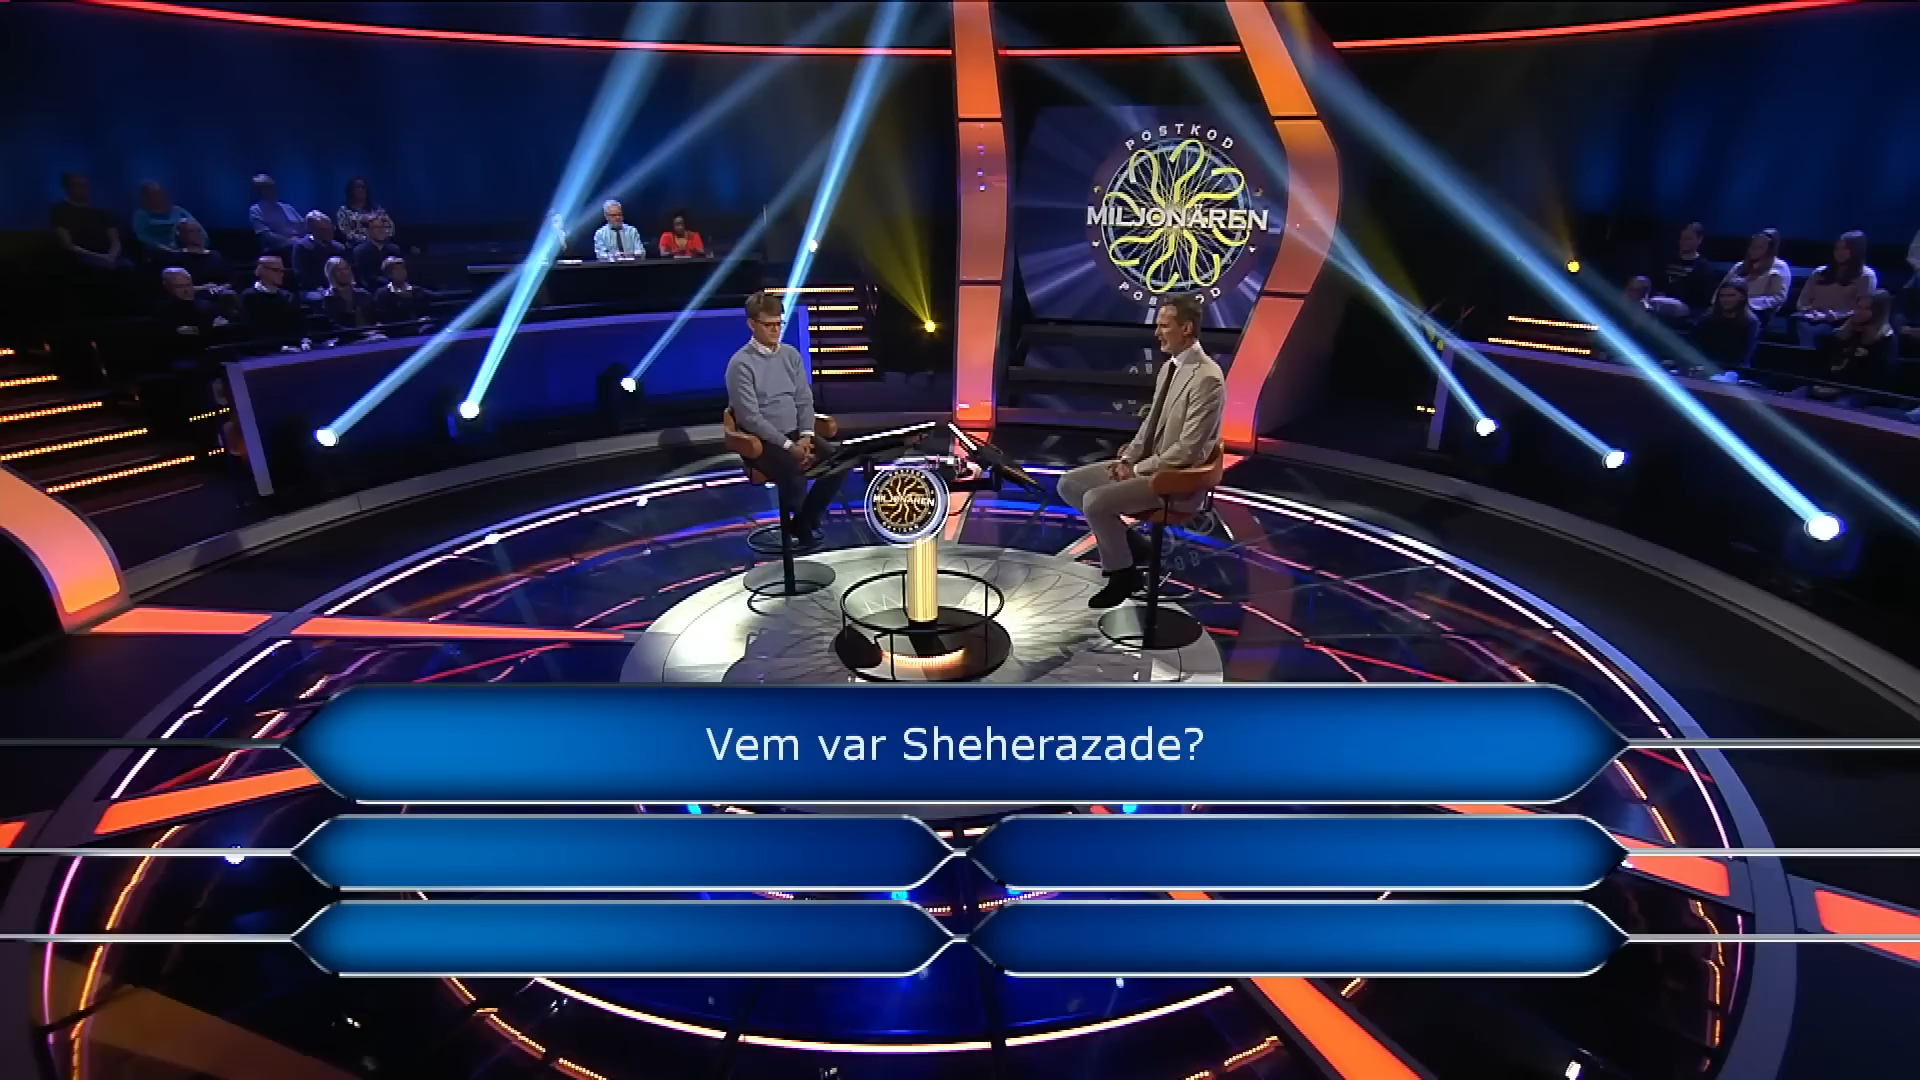 POSTKOD
MILJONÄREN
POSTKOD
MILJONÄREN
Vem var Sheherazade?